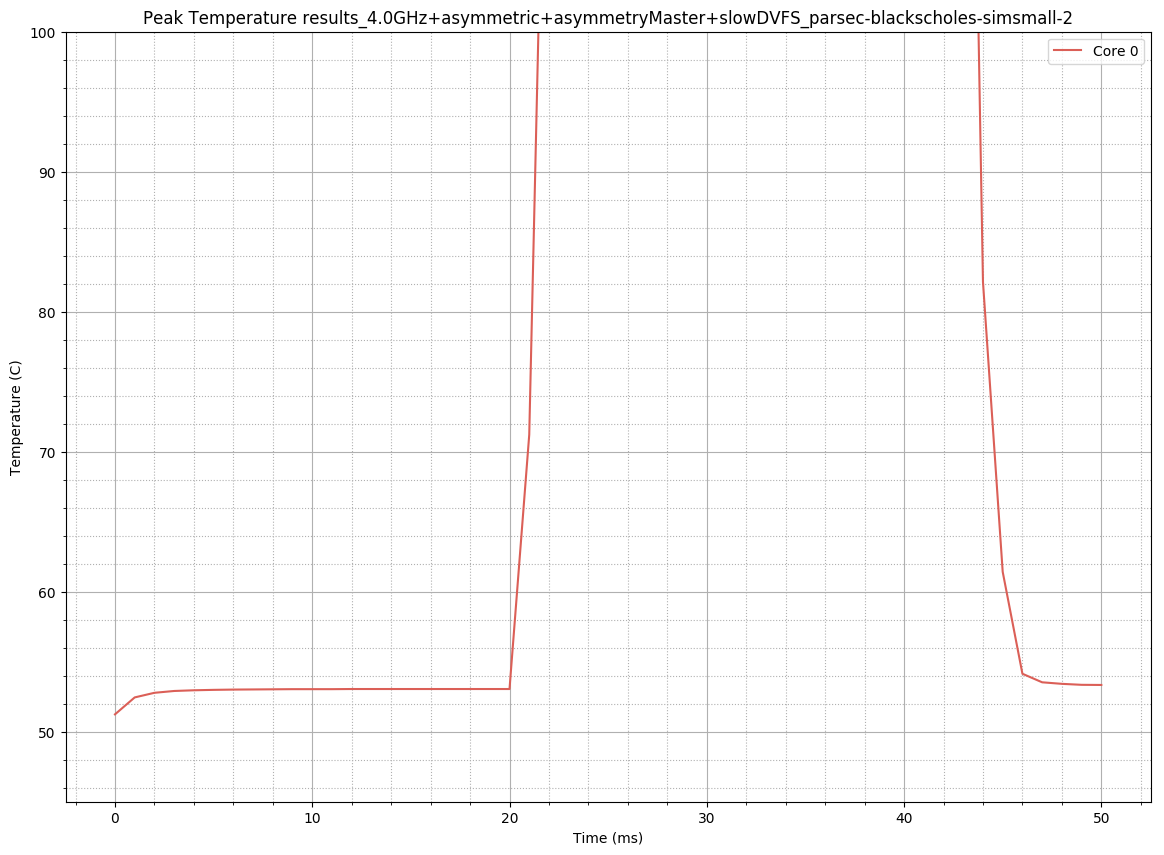 Peak Temperature results_4.0GHz+asymmetric+asymmetryMaster+slowDVFS_parsec-blackscholes-simsmall-2
Core 0
100
90
80
70
60
50
Temperature (C)
0 10 20 30 40 50
Time (ms)